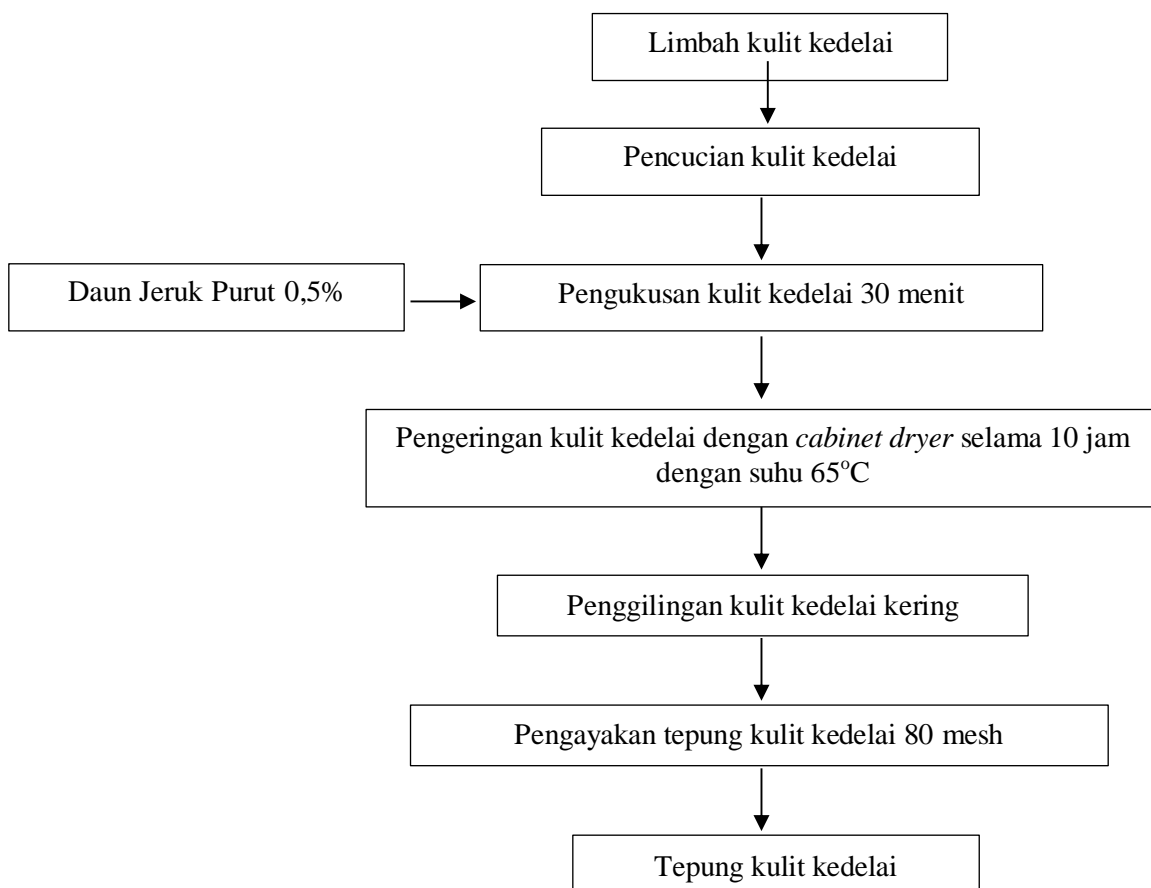 Limbah kulit kedelai
Pencucian kulit kedelai
Daun Jeruk Purut 0,5%
Pengukusan kulit kedelai 30 menit
Pengeringan kulit kedelai dengan cabinet dryer selama 10 jam
dengan suhu 65°C
Penggilingan kulit kedelai kering
Pengayakan tepung kulit kedelai 80 mesh
Tepung kulit kedelai